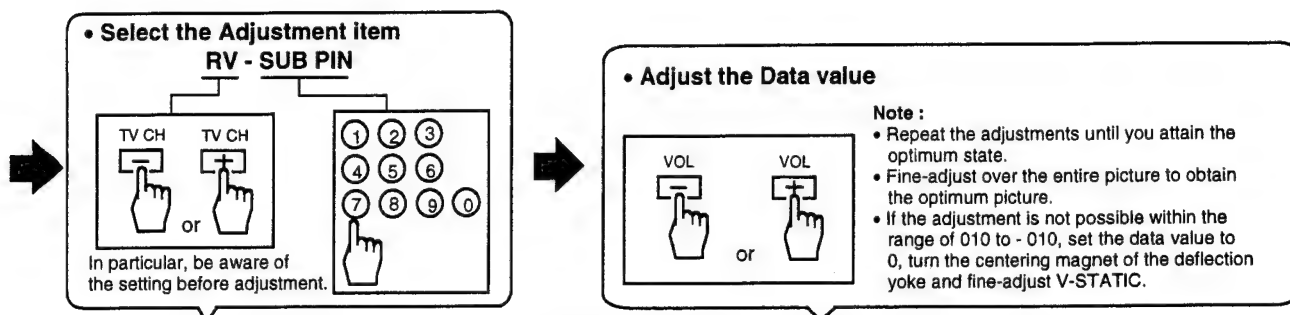 • Select the Adjustment item
RV - SUB PIN
TV CH TV CH
- +
or
1 2 3
4 5 6
7 8 9 0
In particular, be aware of
the setting before adjustment.
• Adjust the Data value
VOL VOL
- +
or
Note :
• Repeat the adjustments until you attain the
optimum state.
• Fine-adjust over the entire picture to obtain
the optimum picture.
• If the adjustment is not possible within the
range of 010 to - 010, set the data value to
0, turn the centering magnet of the deflection
yoke and fine-adjust V-STATIC.